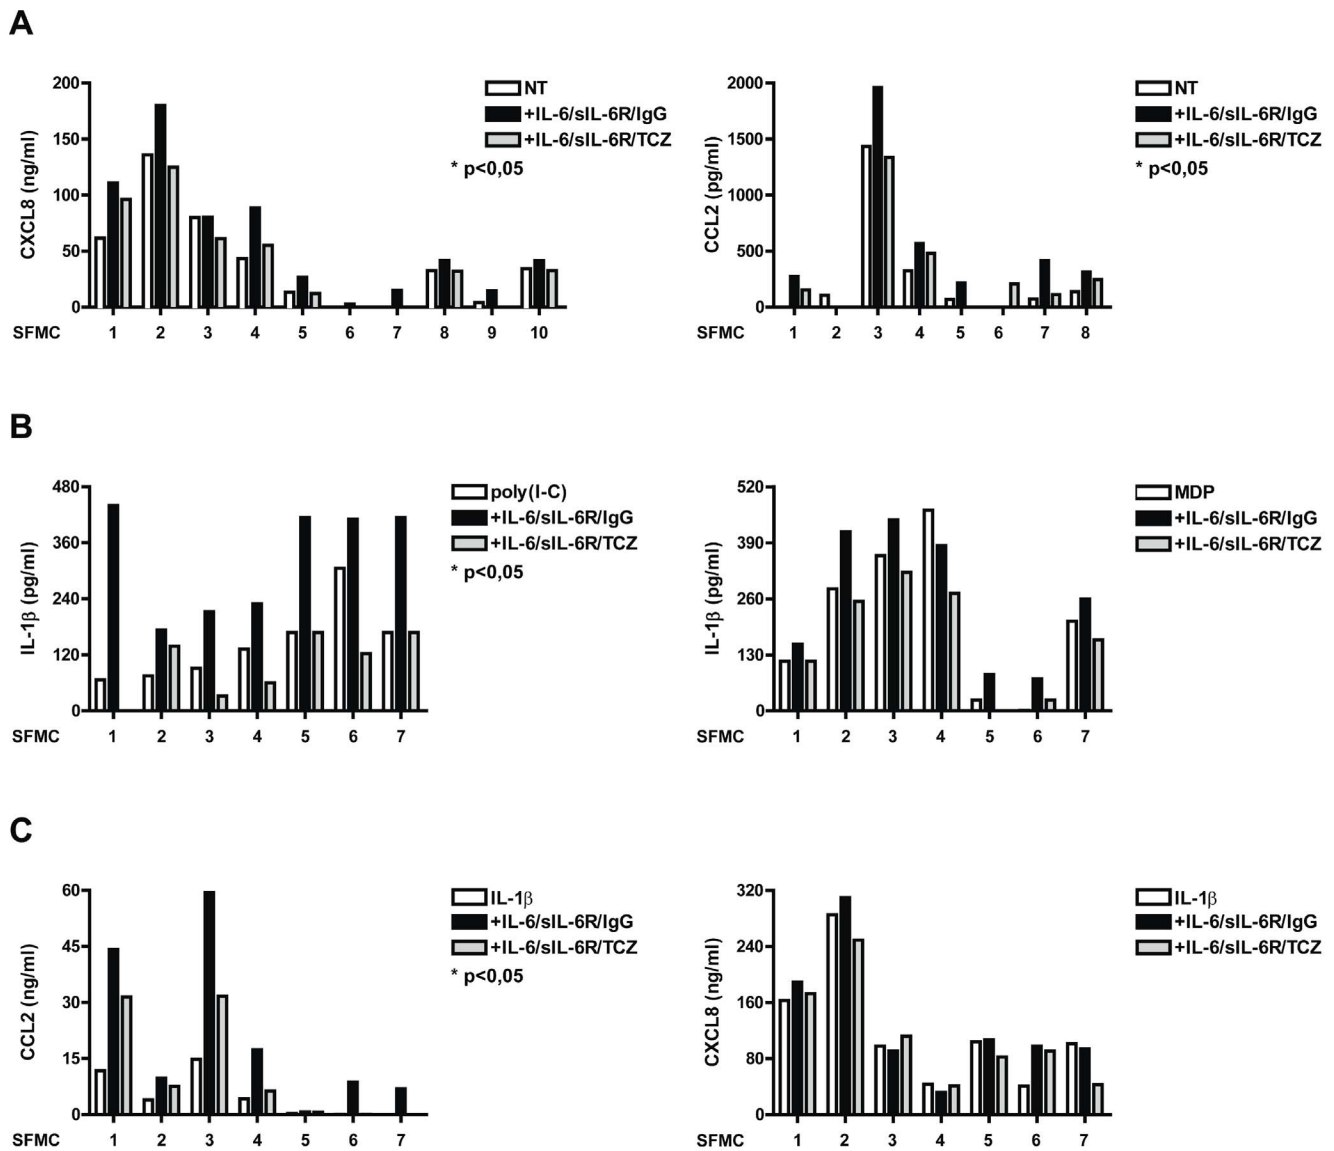 A
CXCL8 (ng/ml)
200
150
100
50
0
SFMC 1 2 3 4 5 6 7 8 9 10
NT
+IL-6/sIL-6R/IgG
+IL-6/sIL-6R/TCZ
* p<0,05
CCL2 (pg/ml)
2000
1500
1000
500
0
SFMC 1 2 3 4 5 6 7 8
NT
+IL-6/sIL-6R/IgG
+IL-6/sIL-6R/TCZ
* p<0,05
B
IL-1β (pg/ml)
480
360
240
120
0
SFMC 1 2 3 4 5 6 7
poly(I-C)
+IL-6/sIL-6R/IgG
+IL-6/sIL-6R/TCZ
* p<0,05
IL-1β (pg/ml)
520
390
260
130
0
SFMC 1 2 3 4 5 6 7
MDP
+IL-6/sIL-6R/IgG
+IL-6/sIL-6R/TCZ
C
CCL2 (ng/ml)
60
45
30
15
0
SFMC 1 2 3 4 5 6 7
IL-1β
+IL-6/sIL-6R/IgG
+IL-6/sIL-6R/TCZ
* p<0,05
CXCL8 (ng/ml)
320
240
160
80
0
SFMC 1 2 3 4 5 6 7
IL-1β
+IL-6/sIL-6R/IgG
+IL-6/sIL-6R/TCZ